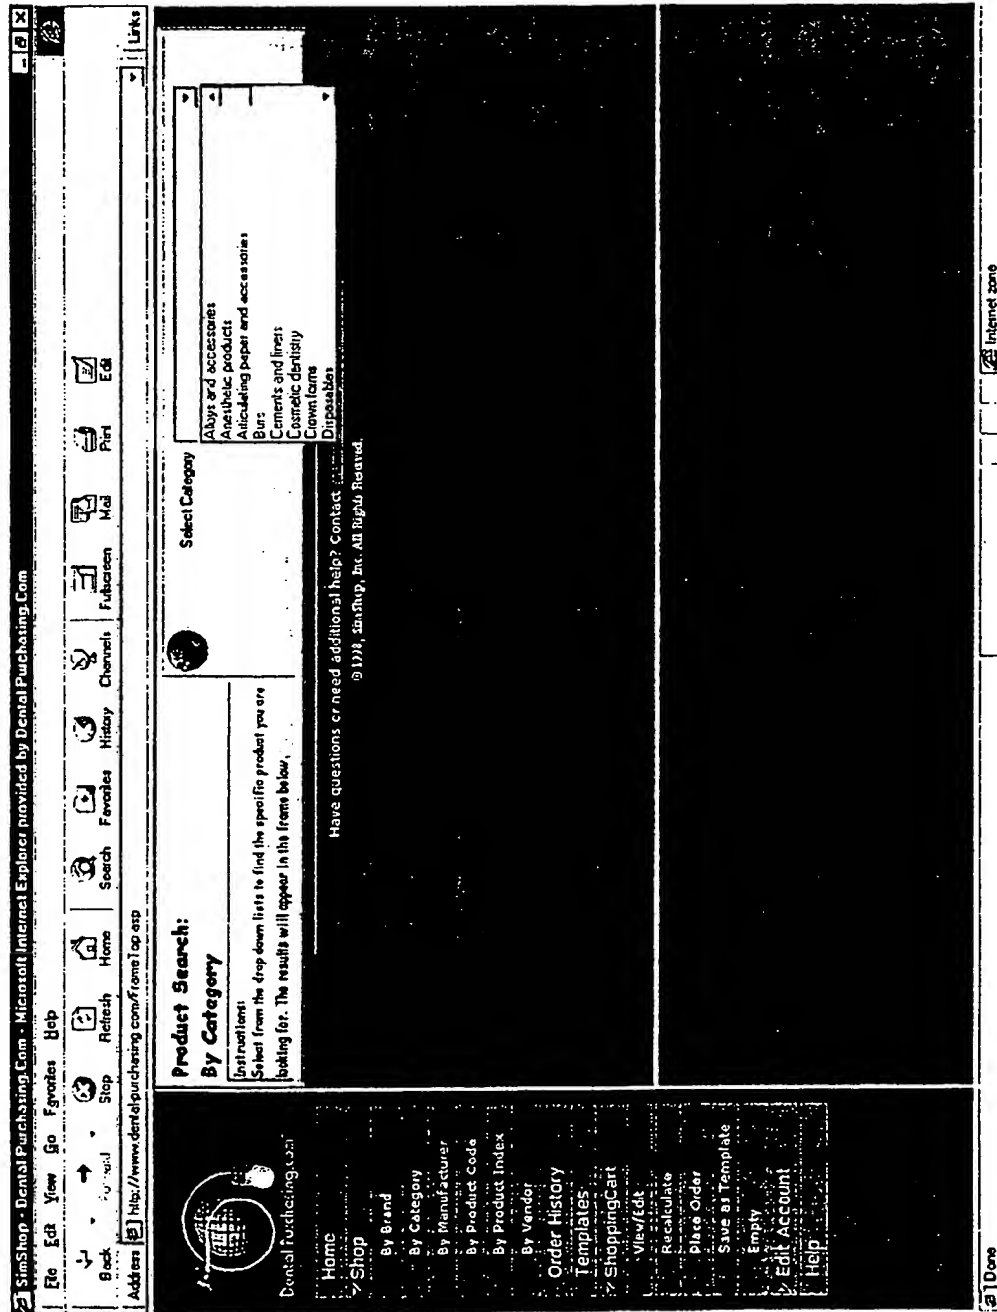 SimShop - Dental Purchasing.Com - Microsoft Internet Explorer provided by Dental Purchasing.Com
File Edit View Go Favorites Help
Back Stop Refresh Home Search Favorites History Channels Fullscreen Mail Print Edit
Address http://www.dentalpurchasing.com/FrameTop.asp Links
Dental Purchasing.com
Home
Shop
By Brand
By Category
By Manufacturer
By Product Code
By Product Index
By Vendor
Order History
Templates
ShoppingCart
View/Edit
Recalculate
Place Order
Save as Template
Empty
Edit Account
Help
Product Search:
By Category
Instructions:
Select from the drop down lists to find the specific product you are
looking for. The results will appear in the frame below.
Select Category
Alloys and accessories
Anesthetic products
Articulating paper and accessories
Burs
Cements and liners
Cosmetic dentistry
Crown forms
Disposables
Have questions or need additional help? Contact
© 1998, SimShop, Inc. All Rights Reserved.
Done Internet zone